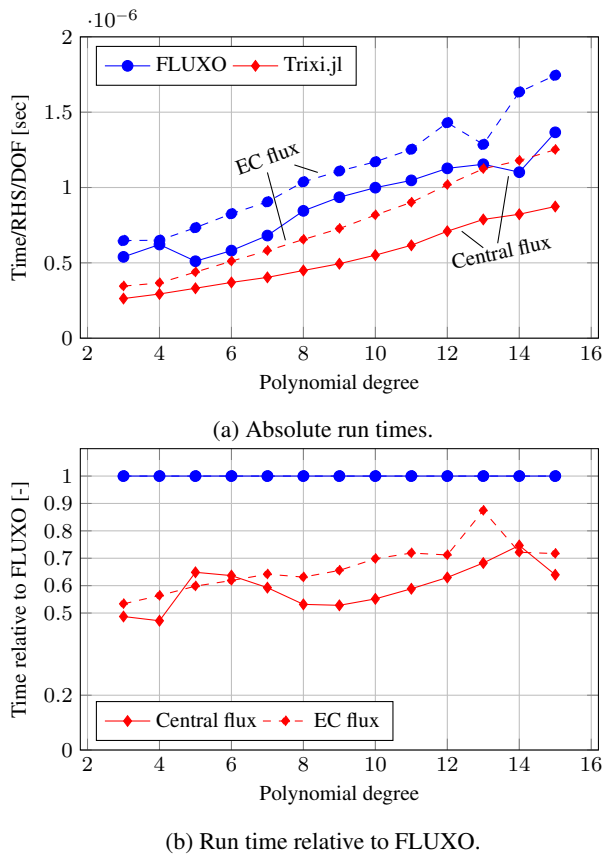 ·10⁻⁶
2
1.5
1
0.5
0
Time/RHS/DOF [sec]
FLUXO Trixi.jl
EC flux
Central flux
2 4 6 8 10 12 14 16
Polynomial degree
(a) Absolute run times.
1
0.9
0.8
0.7
0.6
0.5
0.2
0
Time relative to FLUXO [-]
Central flux EC flux
2 4 6 8 10 12 14 16
Polynomial degree
(b) Run time relative to FLUXO.